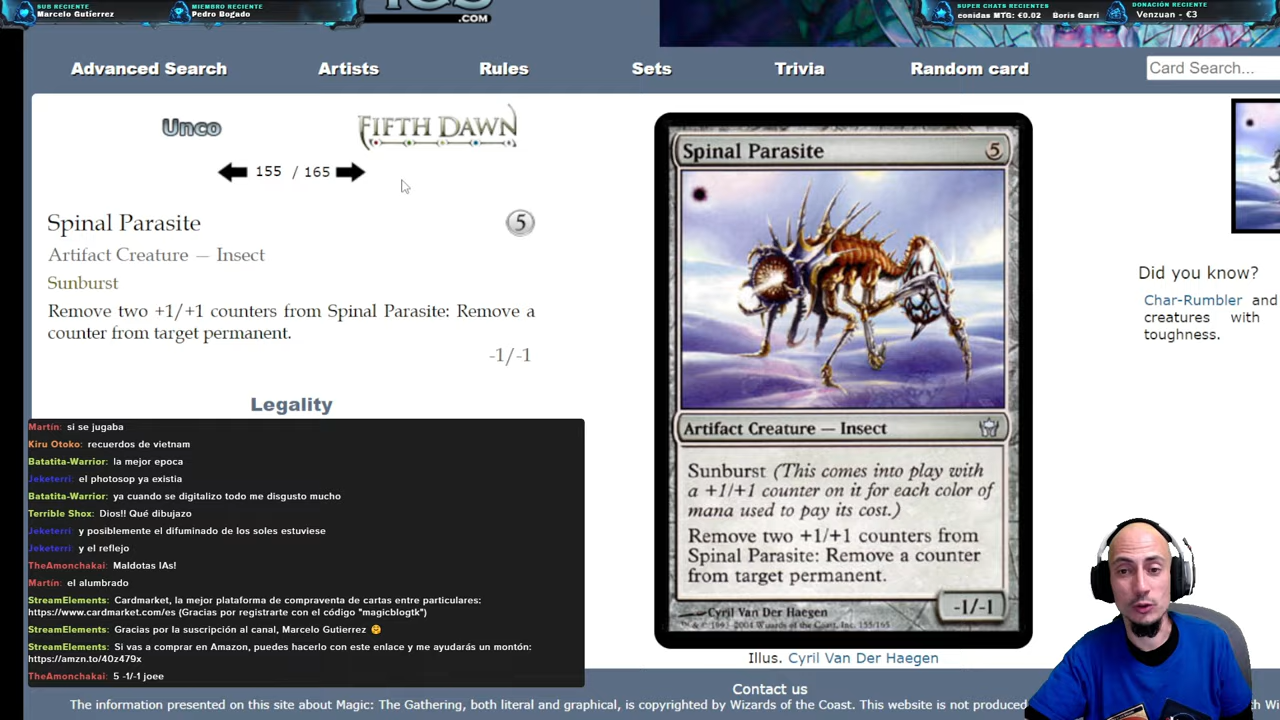 SUB RECIENTE
Marcelo Gutierrez
MIEMBRO RECIENTE
Pedro Bogado
.COM
SUPER CHATS RECIENTES
conidas MTG: €0.02 Boris Garri
DONACIÓN RECIENTE
Venzuan - €3
Advanced Search
Artists
Rules
Sets
Trivia
Random card
Card Search...
Unco
FIFTH DAWN
155 / 165
Spinal Parasite
5
Artifact Creature — Insect
Sunburst
Remove two +1/+1 counters from Spinal Parasite: Remove a
counter from target permanent.
-1/-1
Legality
Martín: si se jugaba
Kiru Otoko: recuerdos de vietnam
Batatita-Warrior: la mejor epoca
Jeketerri: el photosop ya existia
Batatita-Warrior: ya cuando se digitalizo todo me disgusto mucho
Terrible Shox: Dios!! Qué dibujazo
Jeketerri: y posiblemente el difuminado de los soles estuviese
Jeketerri: y el reflejo
TheAmonchakai: Maldotas IAs!
Martín: el alumbrado
StreamElements: Cardmarket, la mejor plataforma de compraventa de cartas entre particulares:
https://www.cardmarket.com/es (Gracias por registrarte con el código "magicblogtk")
StreamElements: Gracias por la suscripción al canal, Marcelo Gutierrez
StreamElements: Si vas a comprar en Amazon, puedes hacerlo con este enlace y me ayudarás un montón:
https://amzn.to/40z479x
TheAmonchakai: 5 -1/-1 joee
Spinal Parasite
5
Artifact Creature — Insect
Sunburst (This comes into play with
a +1/+1 counter on it for each color of
mana used to pay its cost.)
Remove two +1/+1 counters from
Spinal Parasite: Remove a counter
from target permanent.
Cyril Van Der Haegen
-1/-1
™ & © 1993-2004 Wizards of the Coast, Inc. 155/165
Illus. Cyril Van Der Haegen
Did you know?
Char-Rumbler and
creatures with
toughness.
Contact us
The information presented on this site about Magic: The Gathering, both literal and graphical, is copyrighted by Wizards of the Coast. This website is not produced